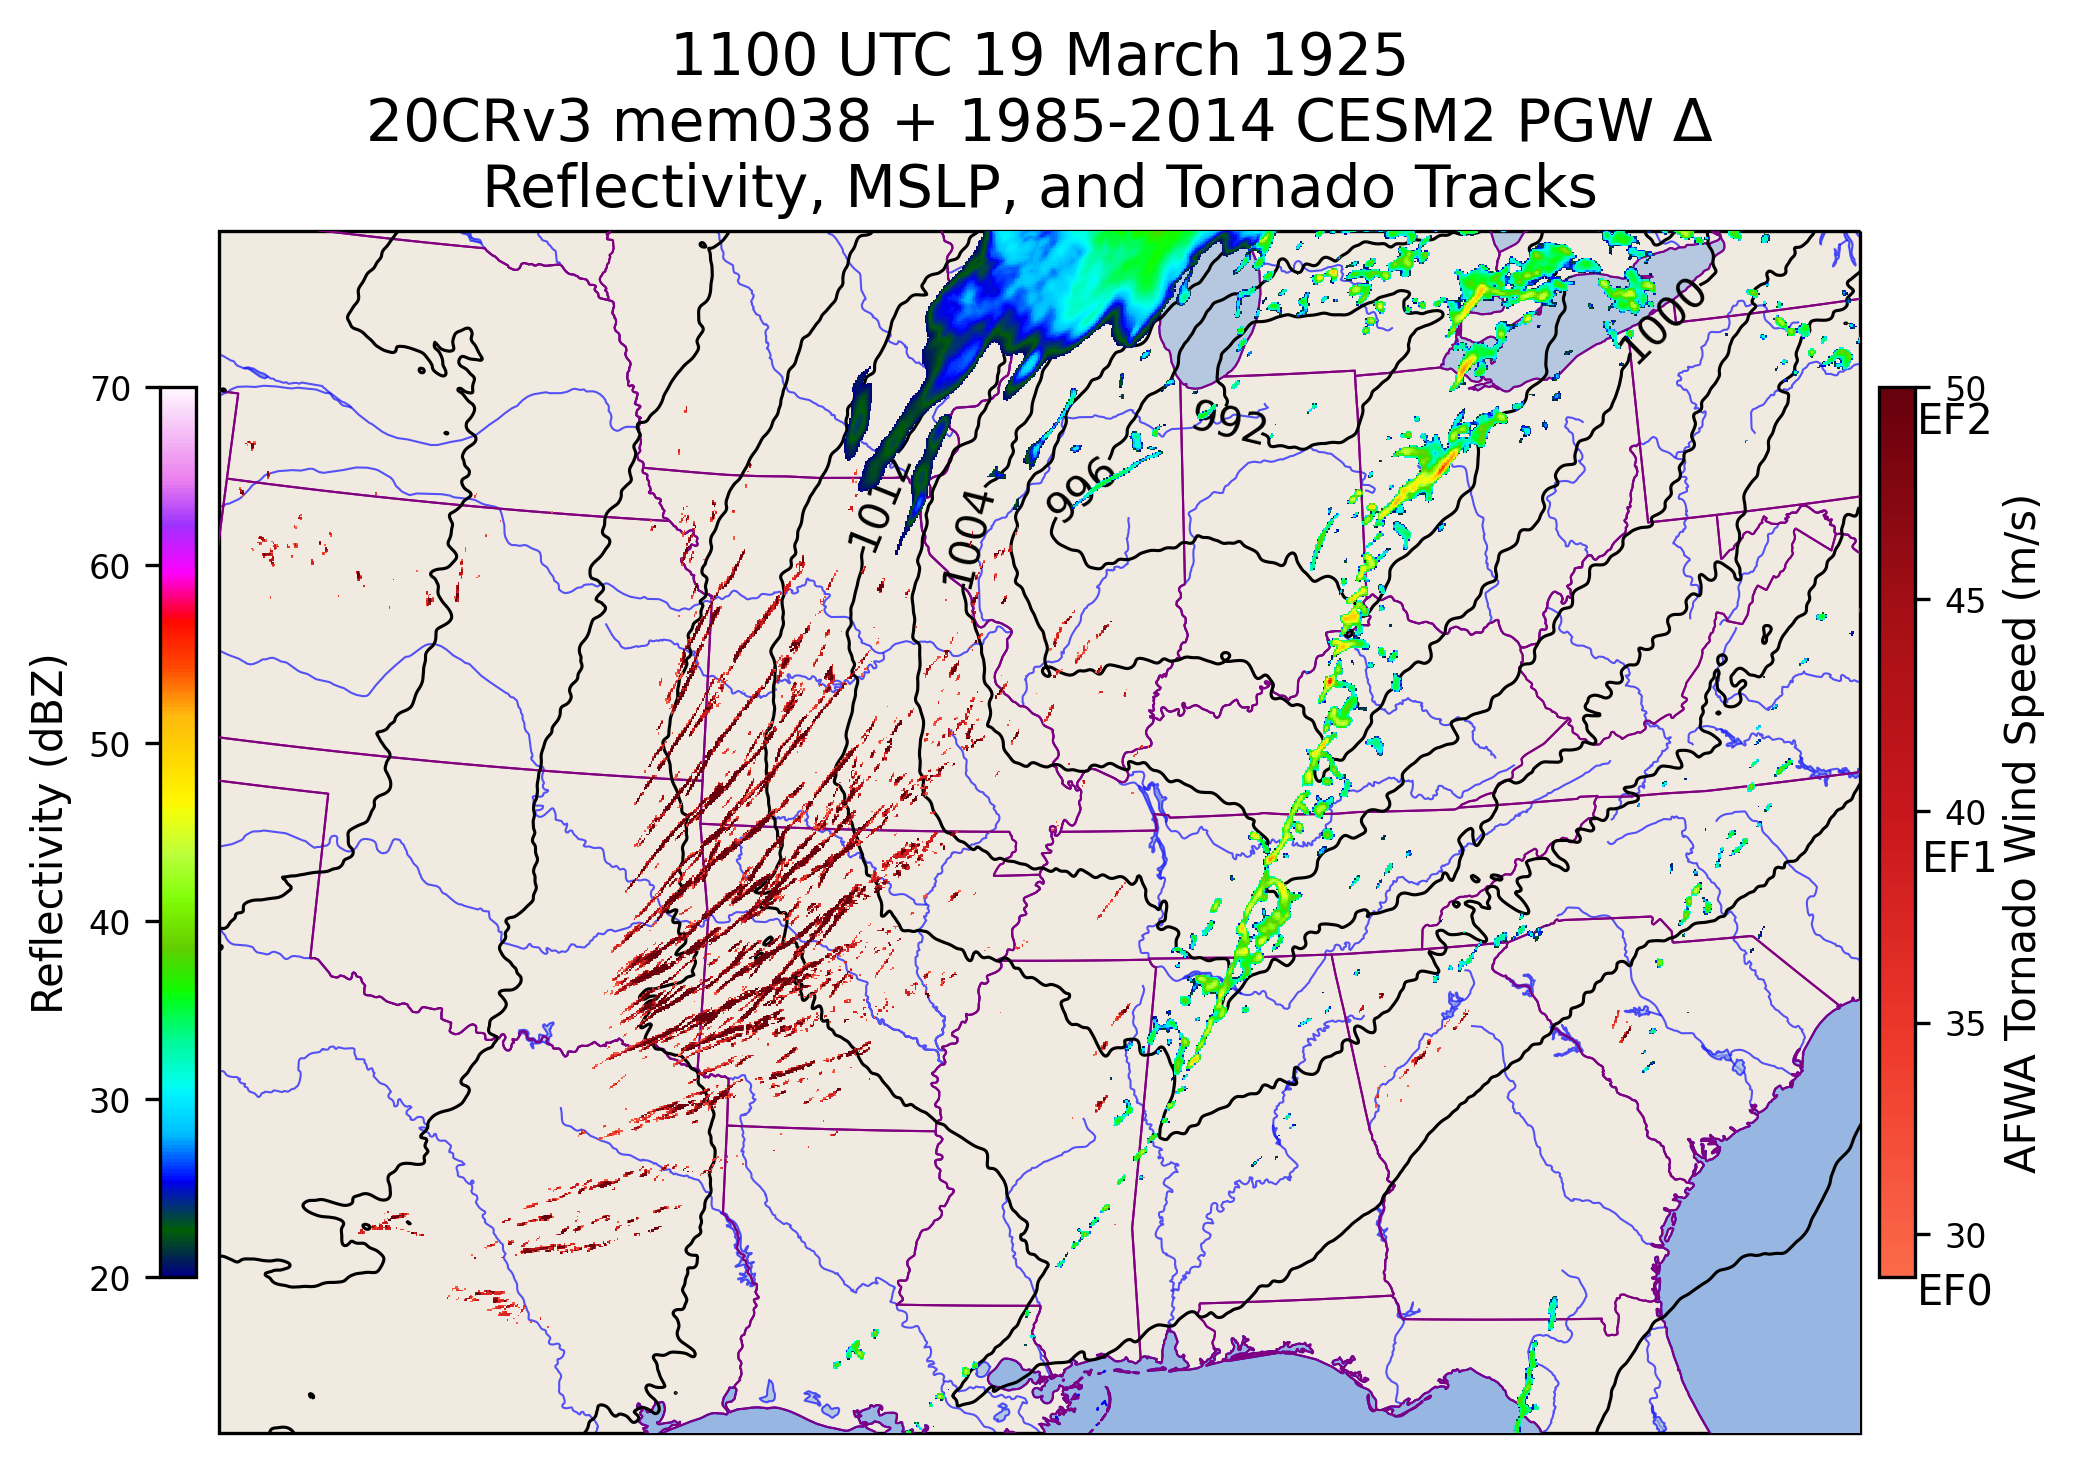 1100 UTC 19 March 1925
20CRv3 mem038 + 1985-2014 CESM2 PGW Δ
Reflectivity, MSLP, and Tornado Tracks
Reflectivity (dBZ)
70
60
50
40
30
20
1012
1004
996
992
1000
50
EF2
45
40
EF1
35
30
EF0
AFWA Tornado Wind Speed (m/s)